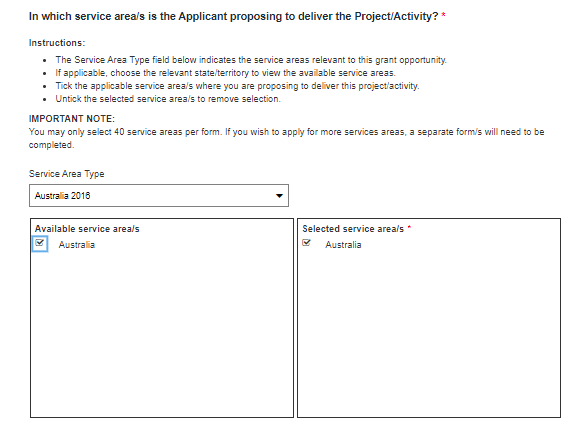 In which service area/s is the Applicant proposing to deliver the Project/Activity? *
Instructions:
• The Service Area Type field below indicates the service areas relevant to this grant opportunity.
• If applicable, choose the relevant state/territory to view the available service areas.
• Tick the applicable service area/s where you are proposing to deliver this project/activity.
• Untick the selected service area/s to remove selection.
IMPORTANT NOTE:
You may only select 40 service areas per form. If you wish to apply for more services areas, a separate form/s will need to be
completed.
Service Area Type
Australia 2016
Available service area/s
Australia
Selected service area/s *
Australia